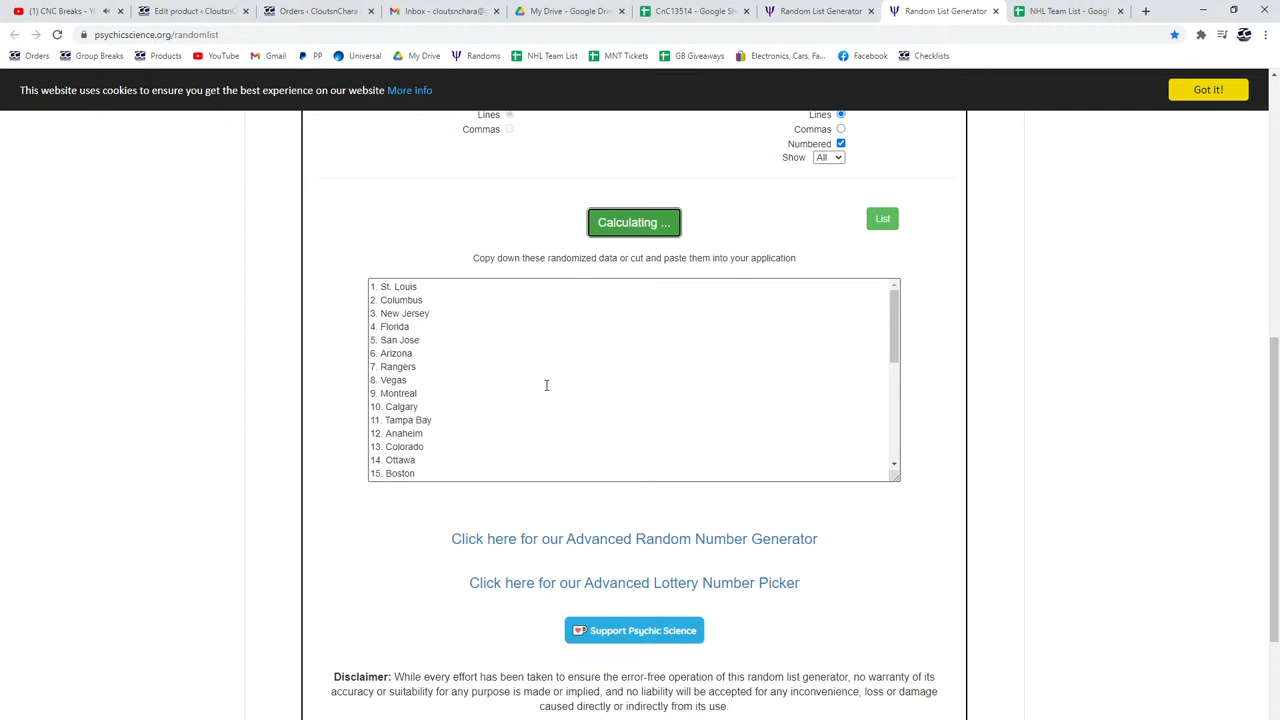 (1) CNC Breaks - Y
Edit product ‹ CloutsnC
Orders ‹ CloutsnChara
Inbox - cloutsnchara@
My Drive - Google Driv
CnC13514 - Google Sh
Random List Generator
Random List Generator
NHL Team List - Google
psychicscience.org/randomlist
Orders
Group Breaks
Products
YouTube
Gmail
PP
Universal
My Drive
Randoms
NHL Team List
MNT Tickets
GB Giveaways
Electronics, Cars, Fa...
Facebook
Checklists
This website uses cookies to ensure you get the best experience on our website More info
Got it!
Lines
Lines
Commas
Commas
Numbered
Show All
Calculating ...
List
Copy down these randomized data or cut and paste them into your application
1. St. Louis
2. Columbus
3. New Jersey
4. Florida
5. San Jose
6. Arizona
7. Rangers
8. Vegas
9. Montreal
10. Calgary
11. Tampa Bay
12. Anaheim
13. Colorado
14. Ottawa
15. Boston
Click here for our Advanced Random Number Generator
Click here for our Advanced Lottery Number Picker
Support Psychic Science
Disclaimer: While every effort has been taken to ensure the error-free operation of this random list generator, no warranty of its
accuracy or suitability for any purpose is made or implied, and no liability will be accepted for any inconvenience, loss or damage
caused directly or indirectly from its use.